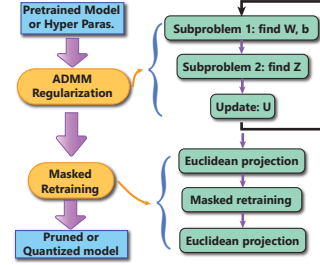 Pretrained Model
or Hyper Paras.
ADMM
Regularization
Masked
Retraining
Pruned or
Quantized model
Subproblem 1: find W, b
Subproblem 2: find Z
Update: U
Euclidean projection
Masked retraining
Euclidean projection